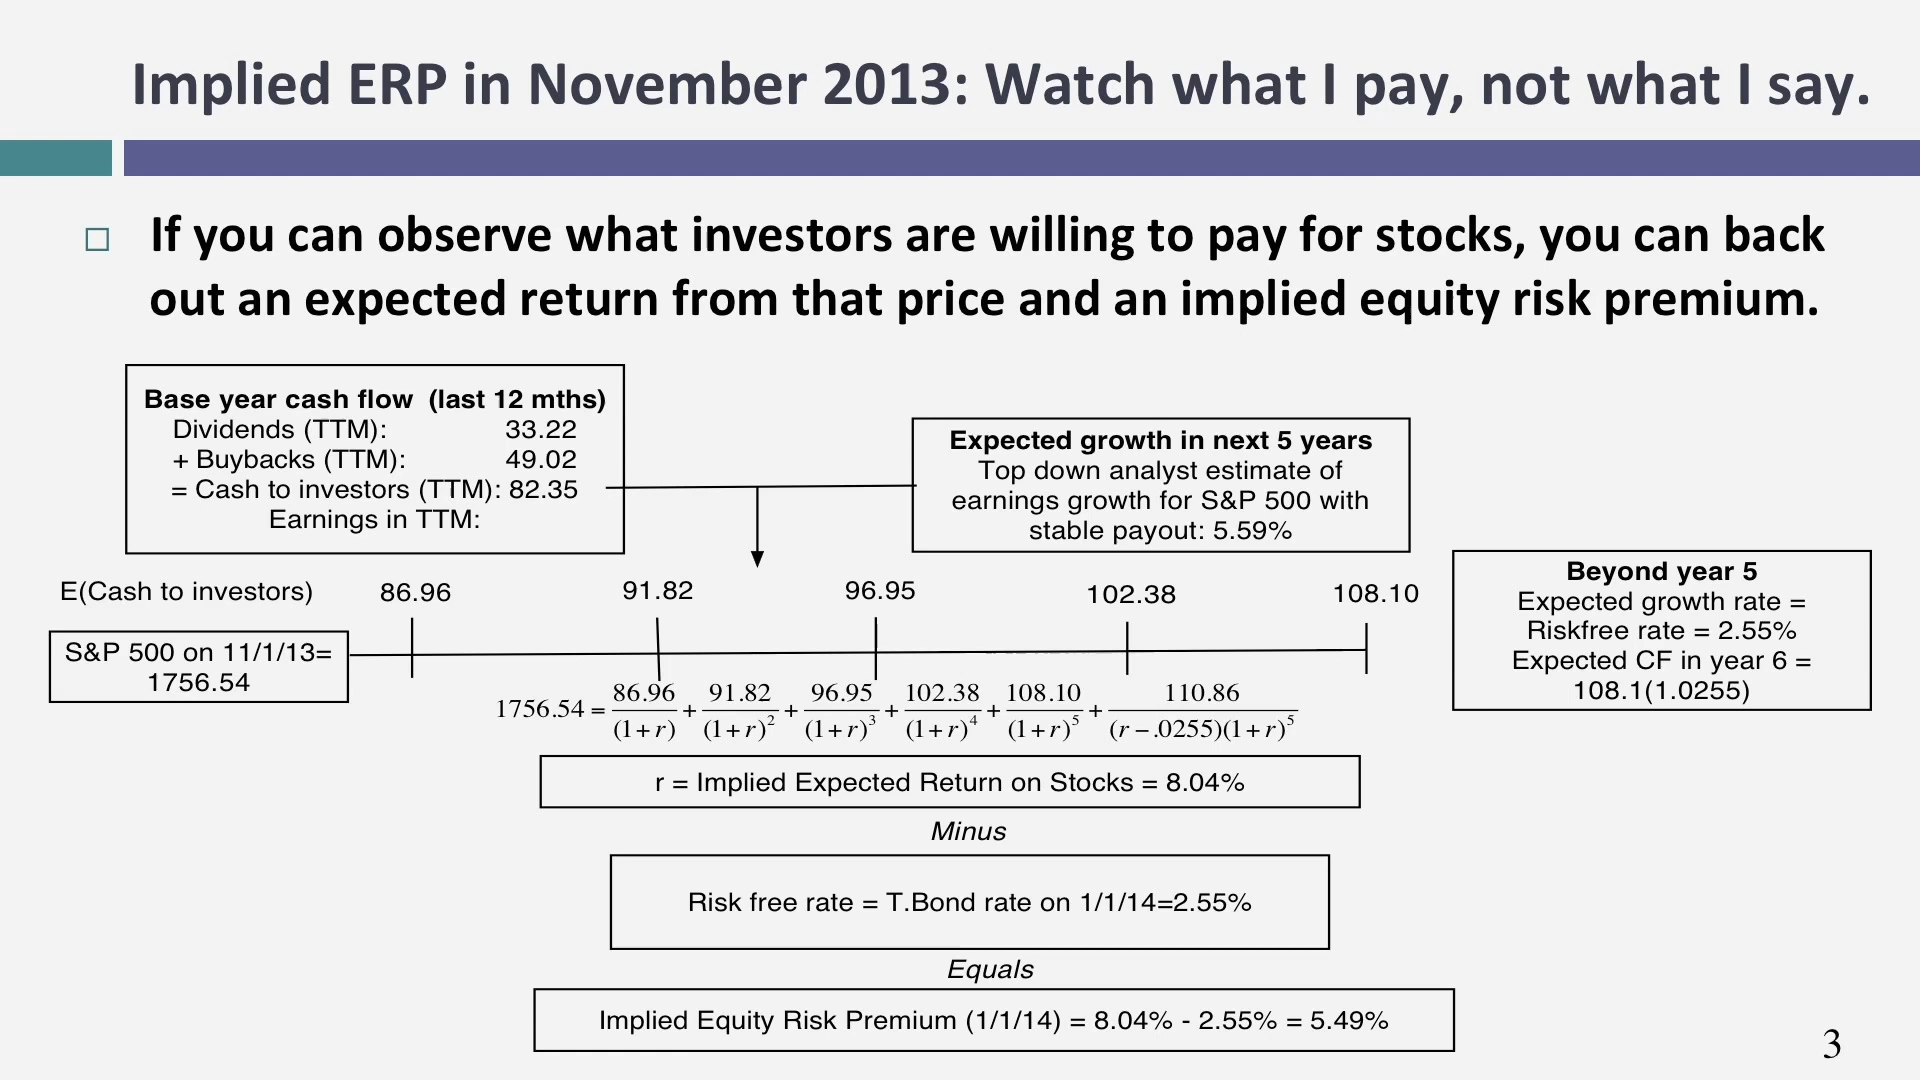 Implied ERP in November 2013: Watch what I pay, not what I say.
If you can observe what investors are willing to pay for stocks, you can back
out an expected return from that price and an implied equity risk premium.
Base year cash flow (last 12 mths)
Dividends (TTM): 33.22
+ Buybacks (TTM): 49.02
= Cash to investors (TTM): 82.35
Earnings in TTM:
Expected growth in next 5 years
Top down analyst estimate of
earnings growth for S&P 500 with
stable payout: 5.59%
Beyond year 5
Expected growth rate =
Riskfree rate = 2.55%
Expected CF in year 6 =
108.1(1.0255)
E(Cash to investors) 86.96 91.82 96.95 102.38 108.10
S&P 500 on 11/1/13=
1756.54
1756.54 = 86.96/(1+r) + 91.82/(1+r)^2 + 96.95/(1+r)^3 + 102.38/(1+r)^4 + 108.10/(1+r)^5 + 110.86/(r−.0255)(1+r)^5
r = Implied Expected Return on Stocks = 8.04%
Minus
Risk free rate = T.Bond rate on 1/1/14=2.55%
Equals
Implied Equity Risk Premium (1/1/14) = 8.04% - 2.55% = 5.49%
3